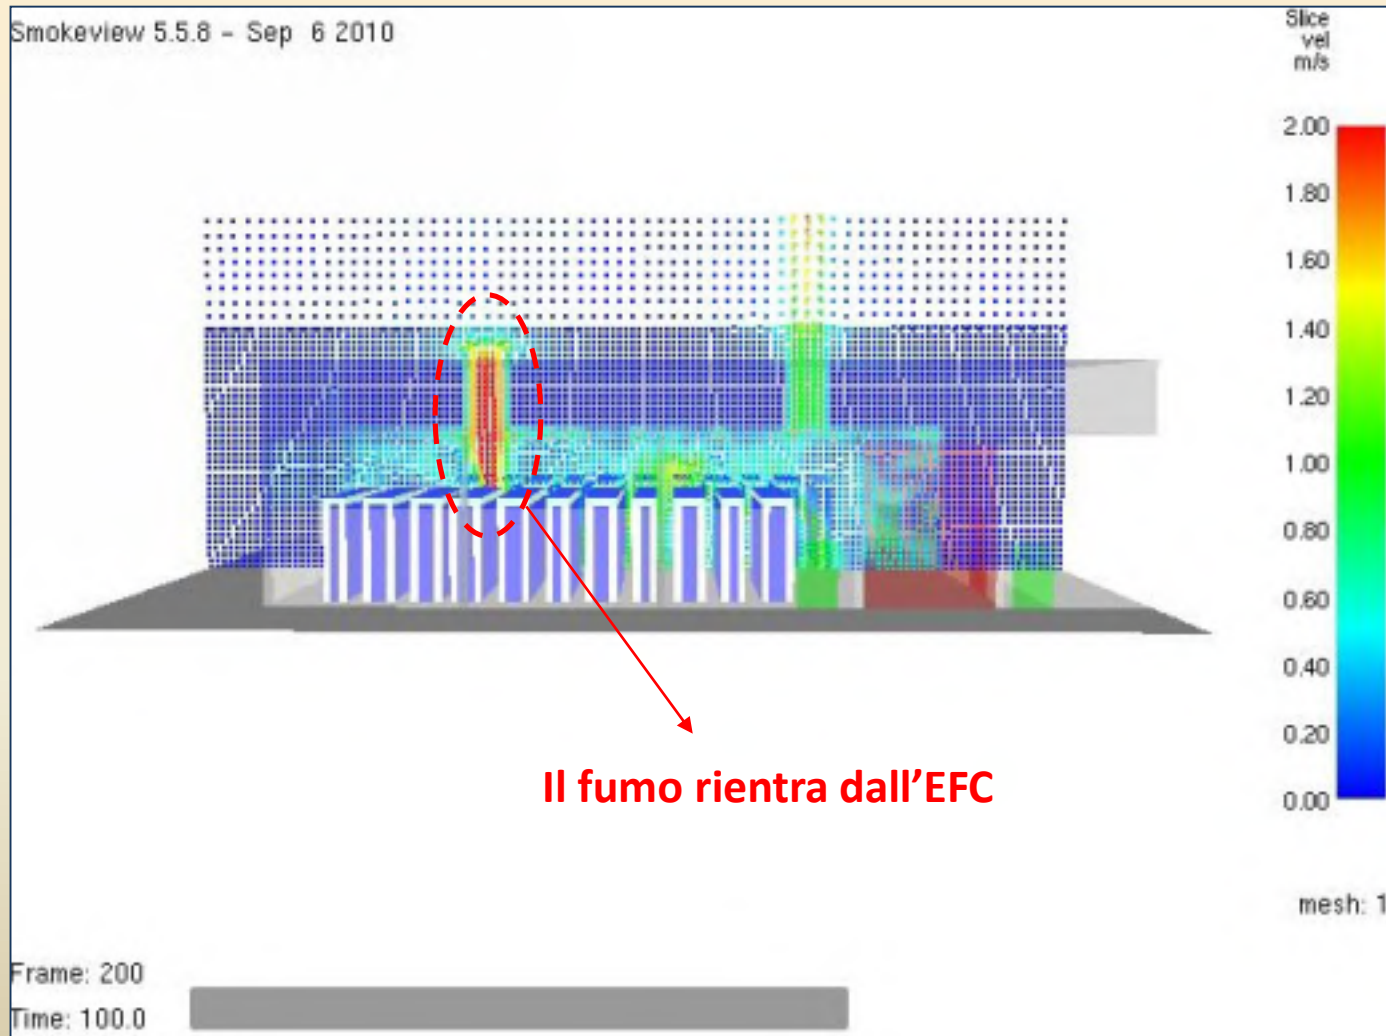 Smokeview 5.5.8 - Sep 6 2010
Slice
vel
m/s
2.00
1.80
1.60
1.40
1.20
1.00
0.80
0.60
0.40
0.20
0.00
Il fumo rientra dall’EFC
mesh: 1
Frame: 200
Time: 100.0